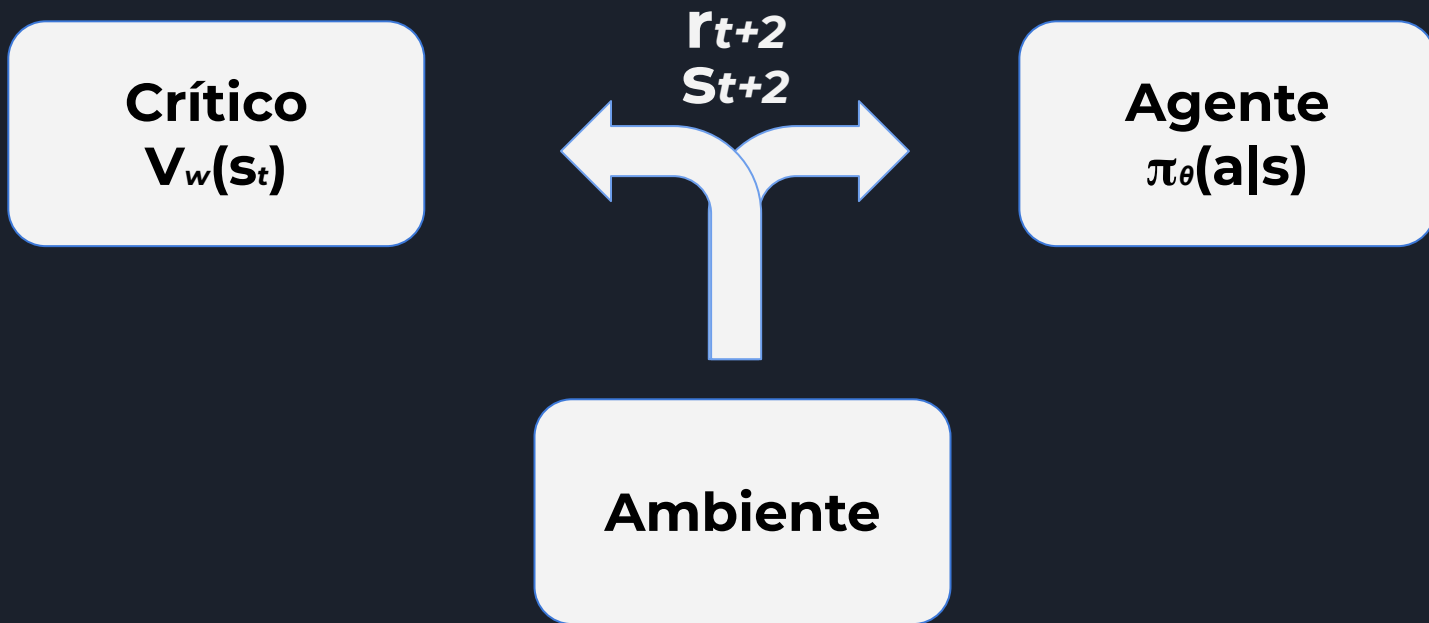 r t+2
s t+2
Crítico
Vw(st)
Agente
πθ(a|s)
Ambiente